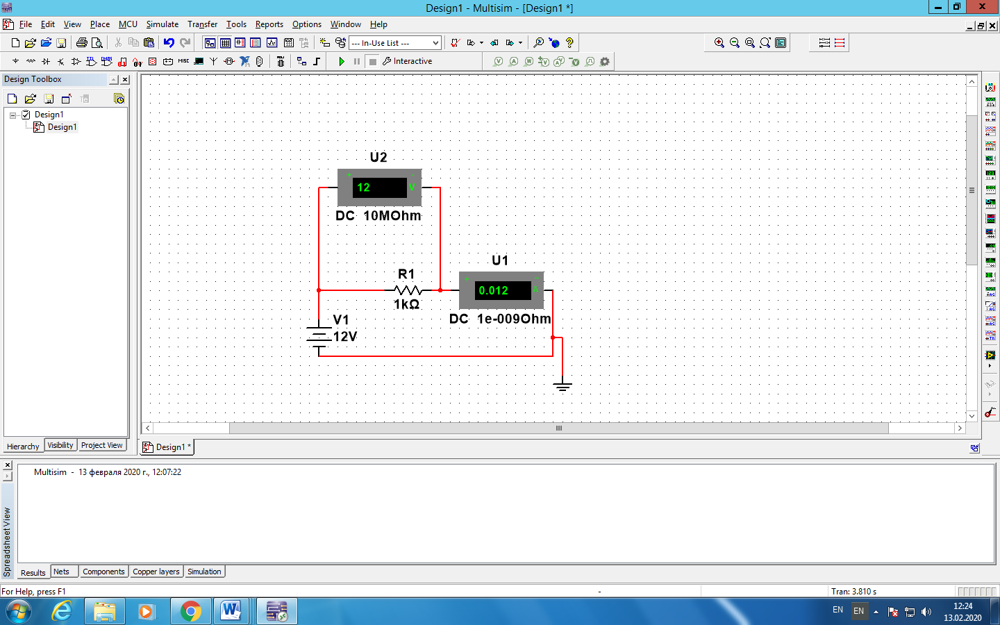 Design1 - Multisim - [Design1 *]
File Edit View Place MCU Simulate Transfer Tools Reports Options Window Help
--- In-Use List ---
MISC Interactive
Design Toolbox
Design1
Design1
U2
+ -
12 V
DC 10MOhm
U1
R1
+ -
0.012
1kΩ
DC 1e-009Ohm
V1
12V
Hierarchy Visibility Project View
Design1 *
Multisim - 13 февраля 2020 г., 12:07:22
Spreadsheet View
Results Nets Components Copper layers Simulation
For Help, press F1 - Tran: 3.810 s
EN EN 12:24
13.02.2020